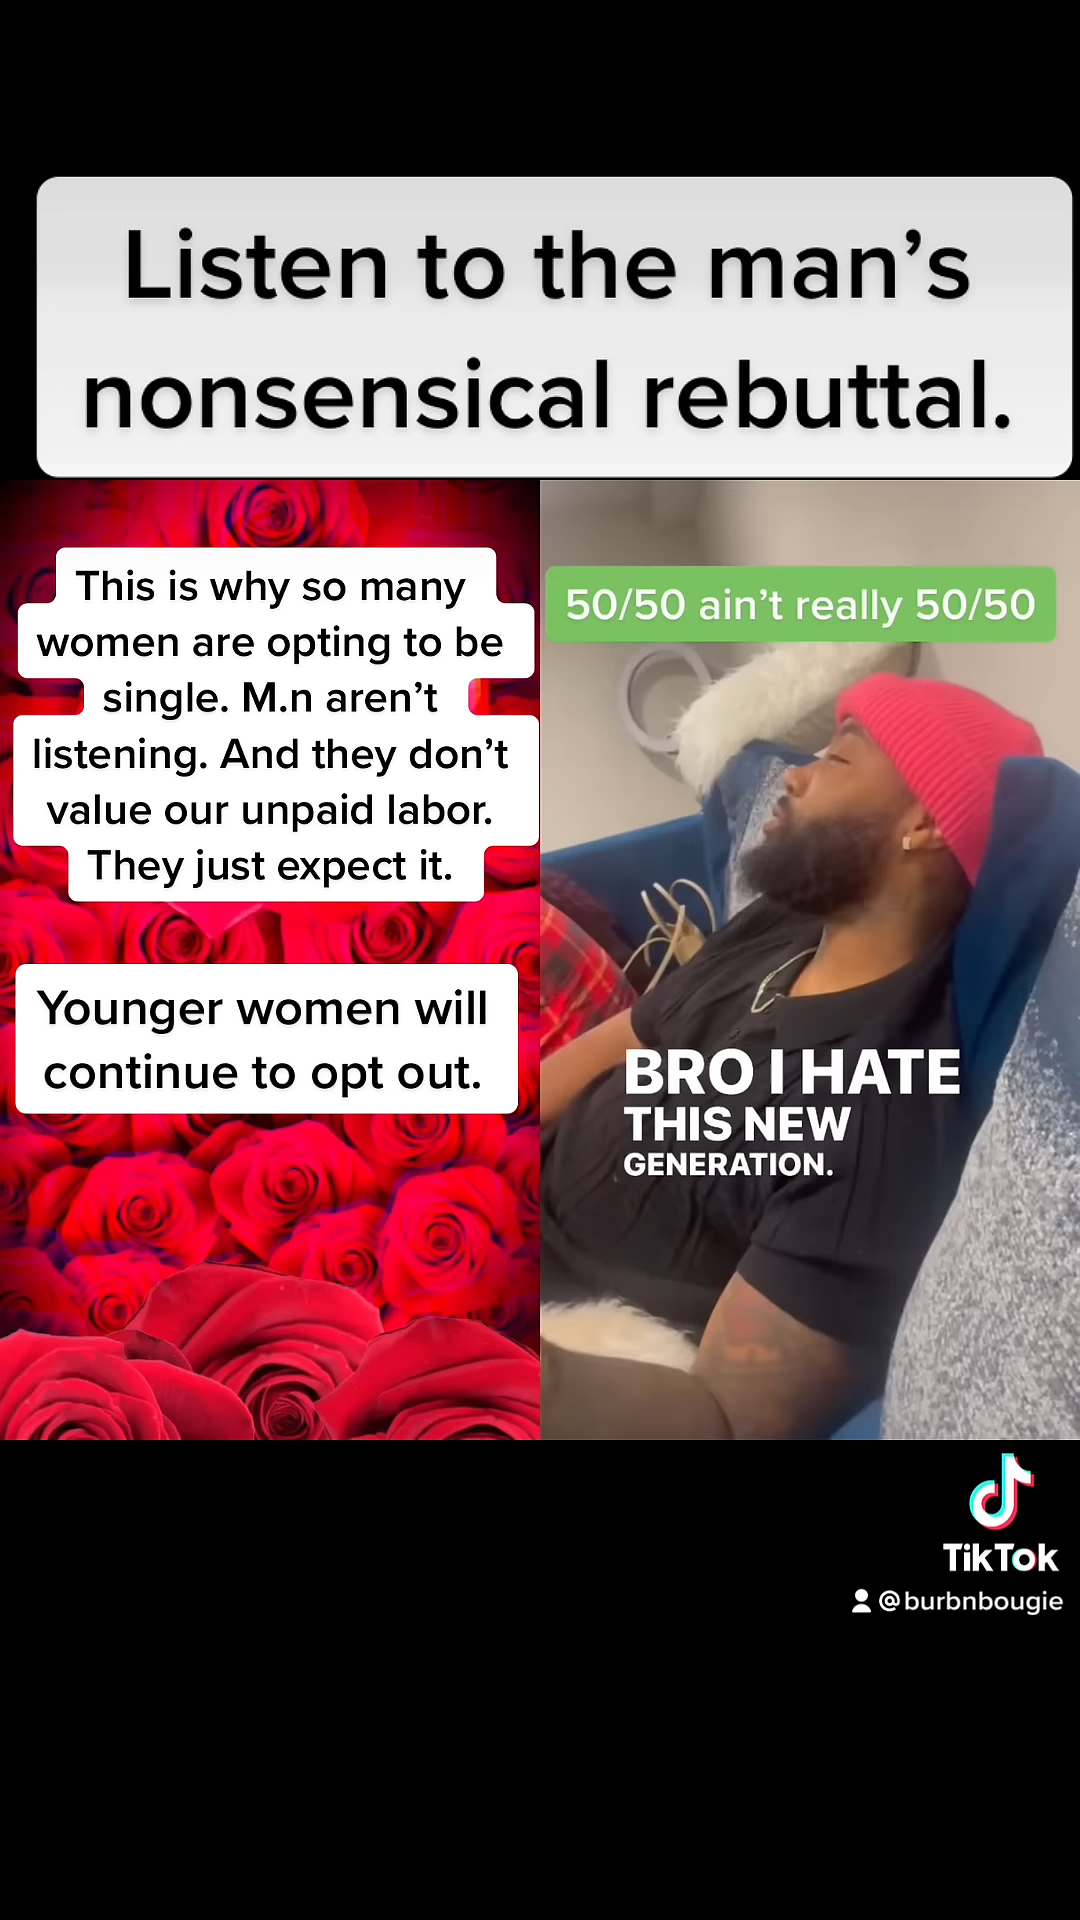 Listen to the man’s
nonsensical rebuttal.
This is why so many
women are opting to be
single. M.n aren’t
listening. And they don’t
value our unpaid labor.
They just expect it.
Younger women will
continue to opt out.
50/50 ain’t really 50/50
BRO I HATE
THIS NEW
GENERATION.
TikTok
@burbnbougie